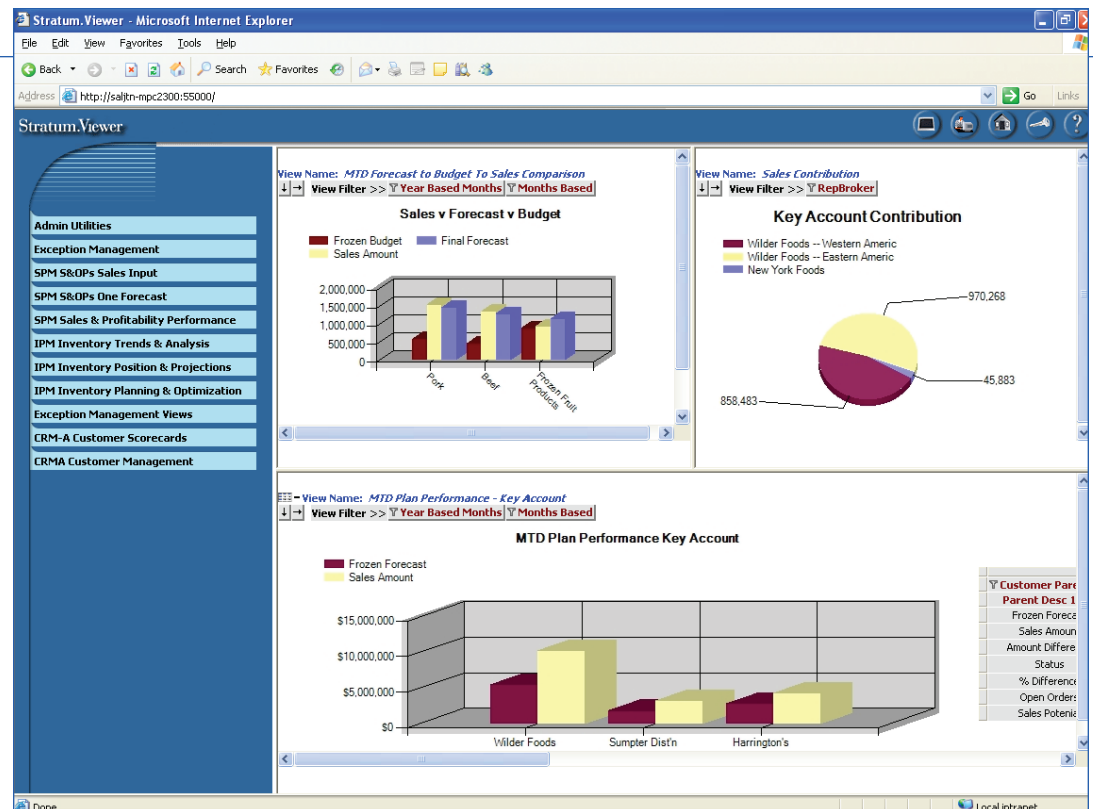 Stratum.Viewer - Microsoft Internet Explorer
File Edit View Favorites Tools Help
Back Search Favorites
Address http://saljtn-mpc2300:55000/ Go Links
Stratum.Viewer
?
Admin Utilities
Exception Management
SPM S&OPs Sales Input
SPM S&OPs One Forecast
SPM Sales & Profitability Performance
IPM Inventory Trends & Analysis
IPM Inventory Position & Projections
IPM Inventory Planning & Optimization
Exception Management Views
CRM-A Customer Scorecards
CRMA Customer Management
View Name: MTD Forecast to Budget To Sales Comparison
View Filter >> Year Based Months Months Based
Sales v Forecast v Budget
Frozen Budget Final Forecast
Sales Amount
2,000,000
1,500,000
1,000,000
500,000
0
Pork
Beef
Frozen Fruit
Products
View Name: Sales Contribution
View Filter >> RepBroker
Key Account Contribution
Wilder Foods -- Western Americ
Wilder Foods -- Eastern Americ
New York Foods
970,268
45,883
858,483
View Name: MTD Plan Performance - Key Account
View Filter >> Year Based Months Months Based
MTD Plan Performance Key Account
Frozen Forecast
Sales Amount
$15,000,000
$10,000,000
$5,000,000
$0
Wilder Foods Sumpter Dist'n Harrington's
Customer Pare
Parent Desc 1
Frozen Foreca
Sales Amoun
Amount Differe
Status
% Difference
Open Orders
Sales Potenia
Done Local intranet